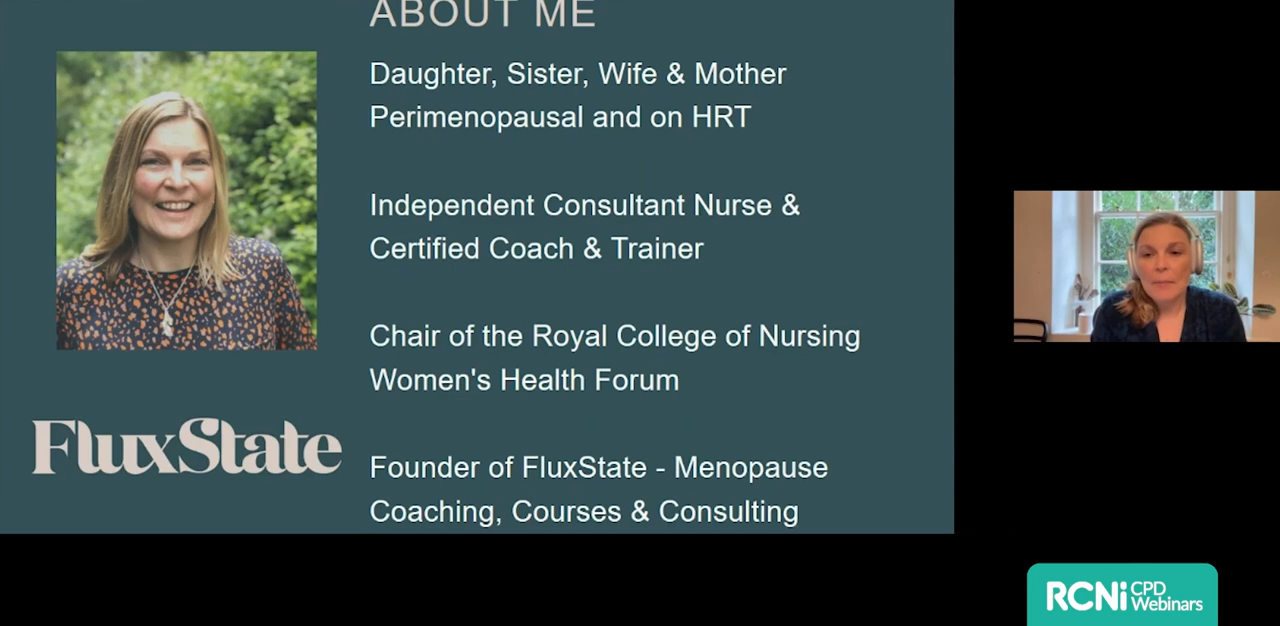 ABOUT ME
Daughter, Sister, Wife & Mother
Perimenopausal and on HRT
Independent Consultant Nurse &
Certified Coach & Trainer
Chair of the Royal College of Nursing
Women's Health Forum
Founder of FluxState - Menopause
Coaching, Courses & Consulting
FluxState
RCNi CPD
Webinars